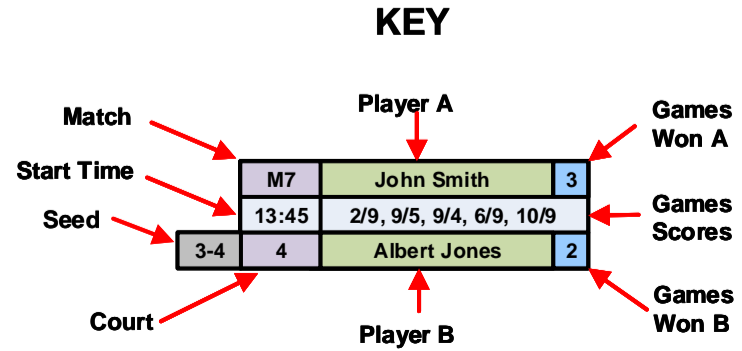 KEY
Player A
Match
Games
Won A
Start Time
M7 John Smith 3
13:45 2/9, 9/5, 9/4, 6/9, 10/9
Games
Scores
Seed
3-4 4 Albert Jones 2
Court
Player B
Games
Won B